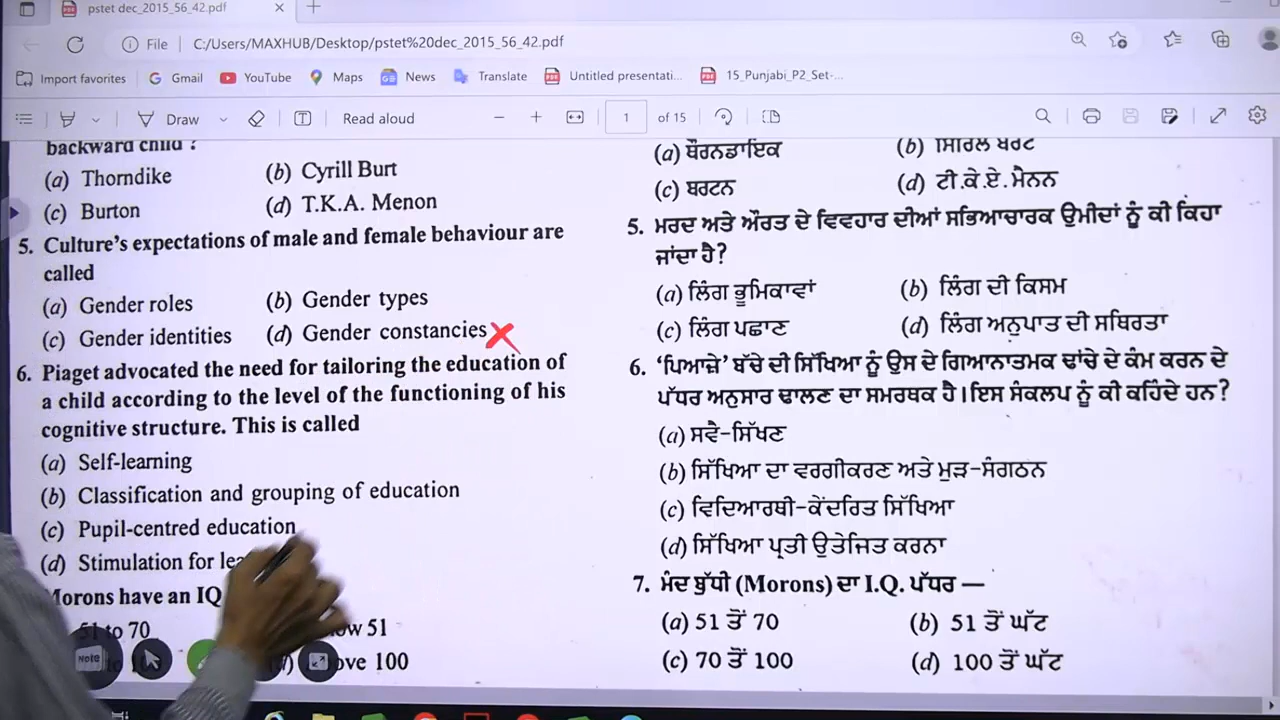 pstet dec_2015_56_42.pdf
File
C:/Users/MAXHUB/Desktop/pstet%20dec_2015_56_42.pdf
Import favorites
Gmail
YouTube
Maps
News
Translate
Untitled presentati...
15_Punjabi_P2_Set-...
Draw
Read aloud
1 of 15
backward child ?
(a) Thorndike (b) Cyrill Burt
(c) Burton (d) T.K.A. Menon
5. Culture's expectations of male and female behaviour are
called
(a) Gender roles (b) Gender types
(c) Gender identities (d) Gender constancies
6. Piaget advocated the need for tailoring the education of
a child according to the level of the functioning of his
cognitive structure. This is called
(a) Self-learning
(b) Classification and grouping of education
(c) Pupil-centred education
(d) Stimulation for
Morons have an IQ
51 to 70 51
100
Note
(a) ਥੌਰਨਡਾਇਕ (b) ਸਿਰਿਲ ਬਰਟ
(c) ਬਰਟਨ (d) ਟੀ.ਕੇ.ਏ.ਮੈਨਨ
5. ਮਰਦ ਅਤੇ ਔਰਤ ਦੇ ਵਿਵਹਾਰ ਦੀਆਂ ਸਭਿਆਚਾਰਕ ਉਮੀਦਾਂ ਨੂੰ ਕੀ ਕਿਹਾ
ਜਾਂਦਾ ਹੈ?
(a) ਲਿੰਗ ਭੂਮਿਕਾਵਾਂ (b) ਲਿੰਗ ਦੀ ਕਿਸਮ
(c) ਲਿੰਗ ਪਛਾਣ (d) ਲਿੰਗ ਅਨੁਪਾਤ ਦੀ ਸਥਿਰਤਾ
6. 'ਪਿਆਜ਼ੇ' ਬੱਚੇ ਦੀ ਸਿੱਖਿਆ ਨੂੰ ਉਸ ਦੇ ਗਿਆਨਾਤਮਕ ਢਾਂਚੇ ਦੇ ਕੰਮ ਕਰਨ ਦੇ
ਪੱਧਰ ਅਨੁਸਾਰ ਢਾਲਣ ਦਾ ਸਮਰਥਕ ਹੈ।ਇਸ ਸੰਕਲਪ ਨੂੰ ਕੀ ਕਹਿੰਦੇ ਹਨ?
(a) ਸਵੈ-ਸਿੱਖਣ
(b) ਸਿੱਖਿਆ ਦਾ ਵਰਗੀਕਰਣ ਅਤੇ ਮੁੜ-ਸੰਗਠਨ
(c) ਵਿਦਿਆਰਥੀ-ਕੇਂਦਰਿਤ ਸਿੱਖਿਆ
(d) ਸਿੱਖਿਆ ਪ੍ਰਤੀ ਉਤੇਜਿਤ ਕਰਨਾ
7. ਮੰਦ ਬੁੱਧੀ (Morons) ਦਾ I.Q. ਪੱਧਰ —
(a) 51 ਤੋਂ 70 (b) 51 ਤੋਂ ਘੱਟ
(c) 70 ਤੋਂ 100 (d) 100 ਤੋਂ ਘੱਟ